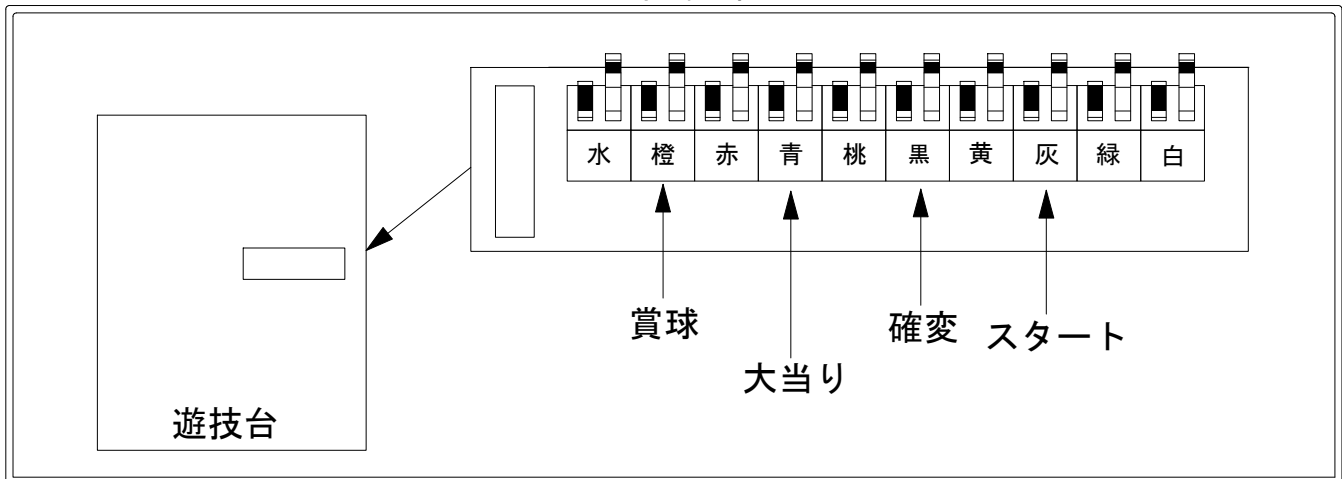 水 橙 赤 青 桃 黒 黄 灰 緑 白
賞球
確変
スタート
大当り
遊技台